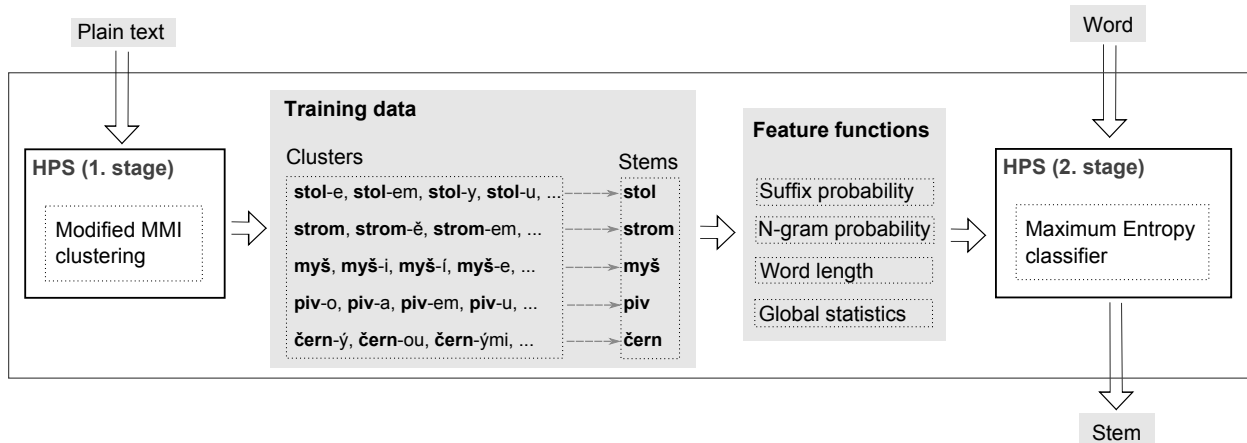 Plain text
Word
HPS (1. stage)
Modified MMI
clustering
Training data
Clusters
Stems
stol-e, stol-em, stol-y, stol-u, ...
stol
strom, strom-ě, strom-em, ...
strom
myš, myš-i, myš-í, myš-e, ...
myš
piv-o, piv-a, piv-em, piv-u, ...
piv
čern-ý, čern-ou, čern-ými, ...
čern
Feature functions
Suffix probability
N-gram probability
Word length
Global statistics
HPS (2. stage)
Maximum Entropy
classifier
Stem